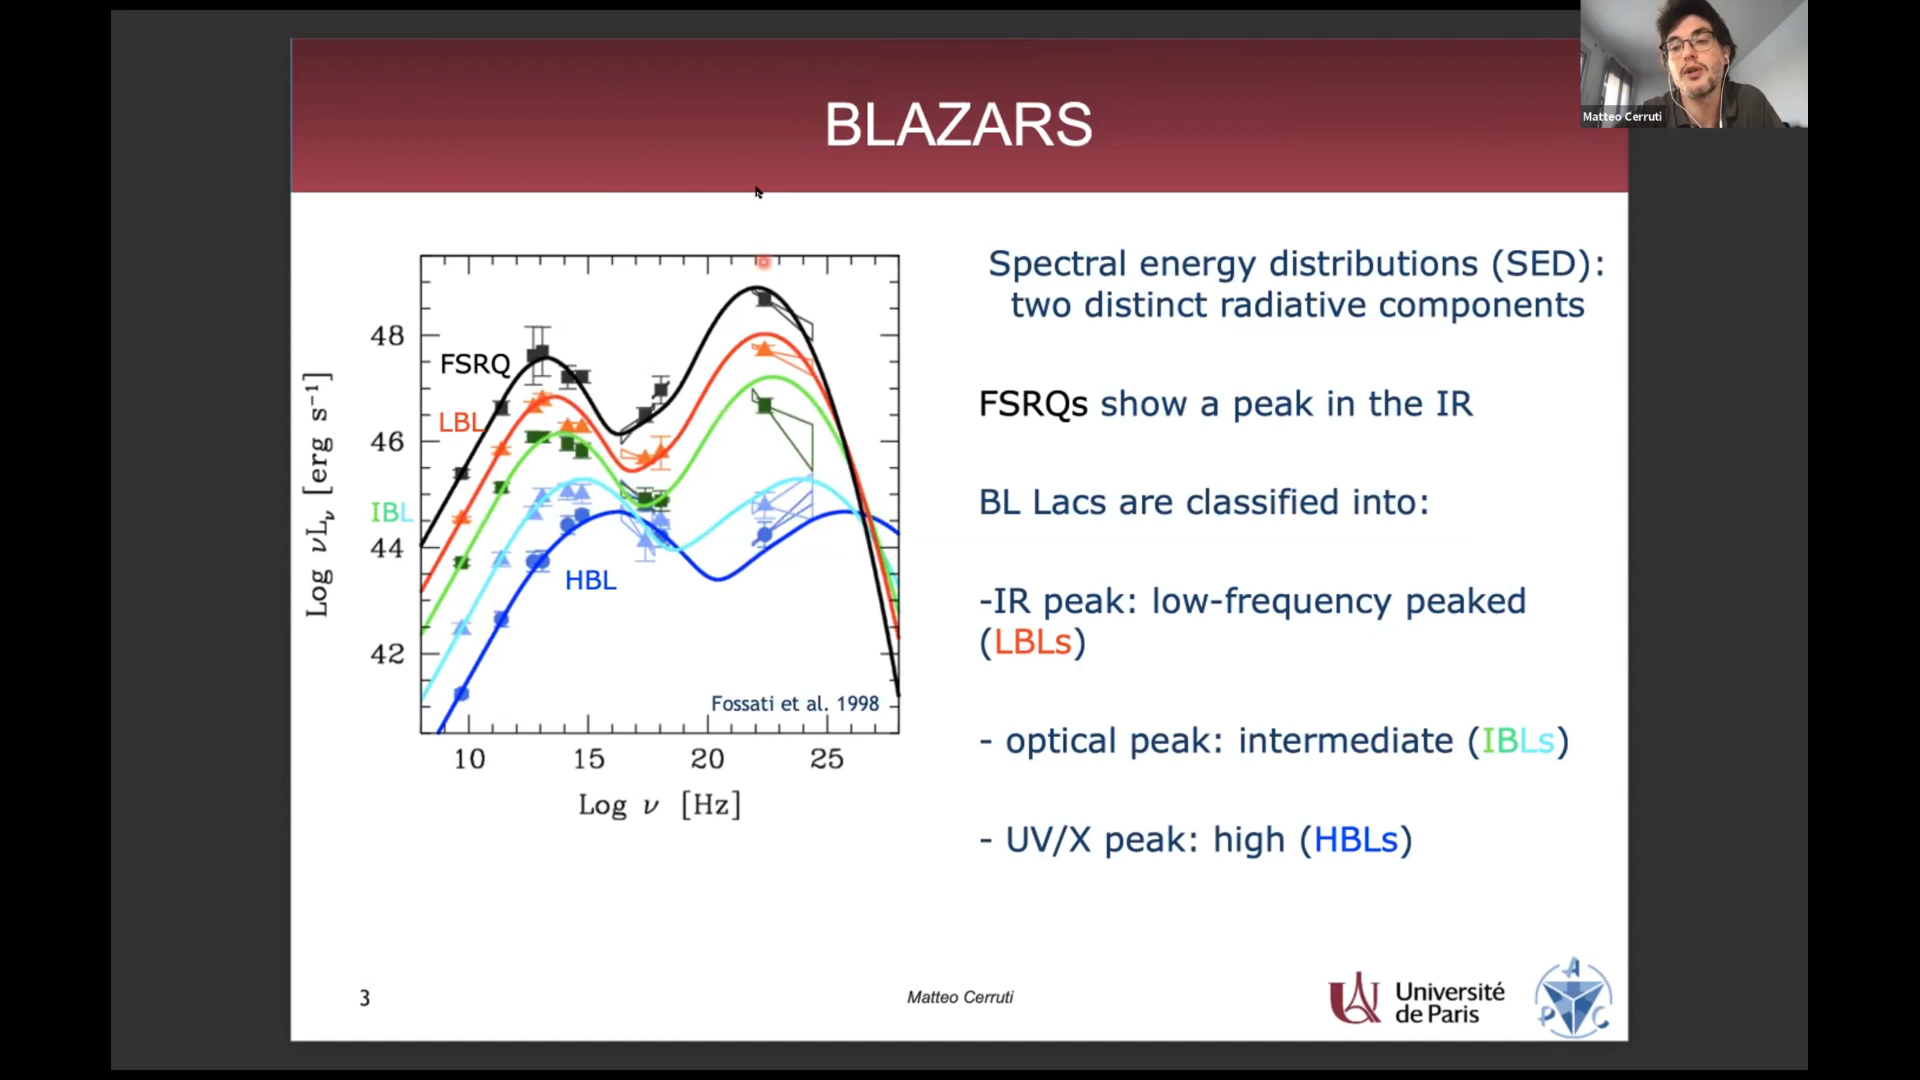 BLAZARS
Matteo Cerruti
Spectral energy distributions (SED):
two distinct radiative components
FSRQs show a peak in the IR
BL Lacs are classified into:
-IR peak: low-frequency peaked
(LBLs)
- optical peak: intermediate (IBLs)
- UV/X peak: high (HBLs)
Log νLν [erg s⁻¹]
48
46
44
42
FSRQ
LBL
IBL
HBL
Fossati et al. 1998
10 15 20 25
Log ν [Hz]
3
Matteo Cerruti
Université
de Paris
A
P C